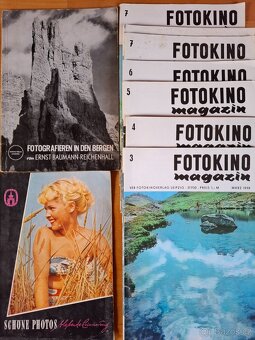 FOTOGRAFIEREN IN DEN BERGEN
von ERNST BAUMANN-REICHENHALL
SCHÖNE PHOTOS
7 FOTOKINO
7 FOTOKINO
6 FOTOKINO
5 FOTOKINO
magazin
4 FOTOKINO
magazin
3 FOTOKINO
magazin
VEB FOTOKINOVERLAG LEIPZIG